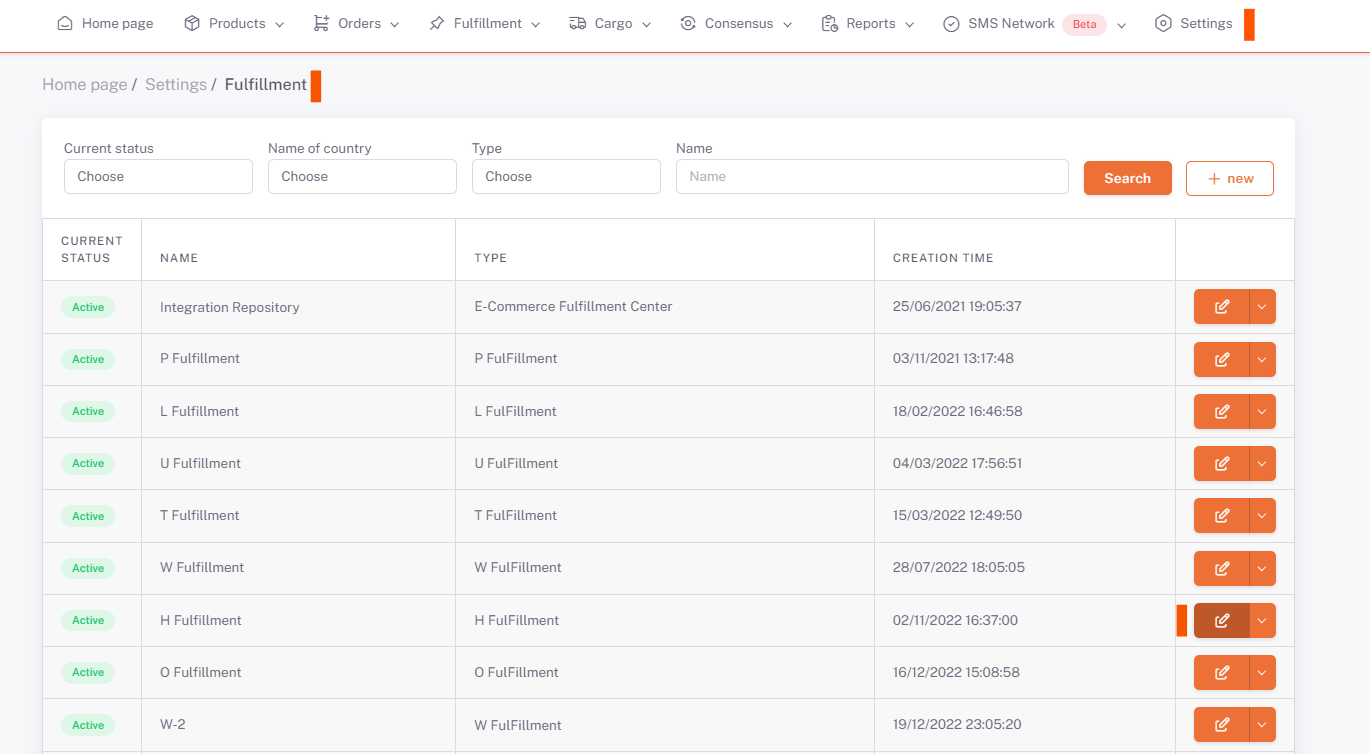 Home page Products Orders Fulfillment Cargo Consensus Reports SMS Network Beta Settings
Home page / Settings / Fulfillment
Current status Name of country Type Name
Choose Choose Choose Name Search + new
CURRENT
STATUS NAME TYPE CREATION TIME
Active Integration Repository E-Commerce Fulfillment Center 25/06/2021 19:05:37
Active P Fulfillment P FulFillment 03/11/2021 13:17:48
Active L Fulfillment L FulFillment 18/02/2022 16:46:58
Active U Fulfillment U FulFillment 04/03/2022 17:56:51
Active T Fulfillment T FulFillment 15/03/2022 12:49:50
Active W Fulfillment W FulFillment 28/07/2022 18:05:05
Active H Fulfillment H FulFillment 02/11/2022 16:37:00
Active O Fulfillment O FulFillment 16/12/2022 15:08:58
Active W-2 W FulFillment 19/12/2022 23:05:20